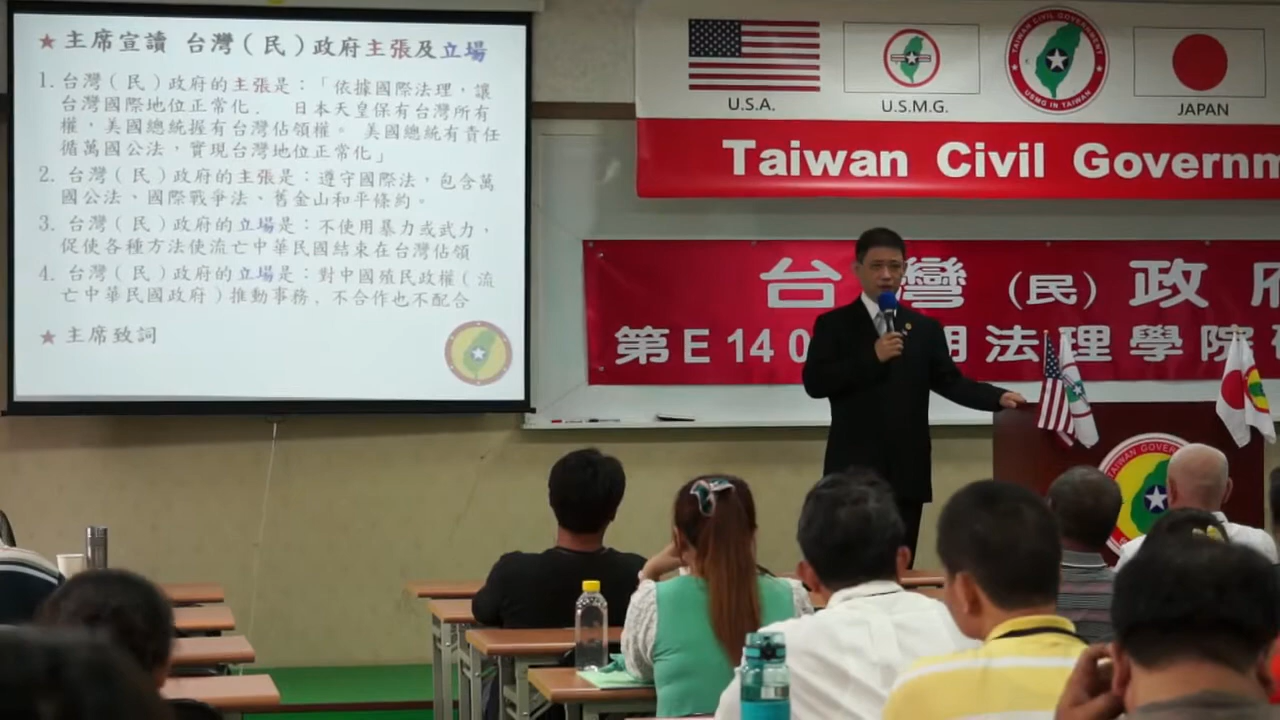 ★ 主席宣讀 台灣（民）政府主張及立場
1. 台灣（民）政府的主張是：「依據國際法理，讓
台灣國際地位正常化． 日本天皇保有台灣所有
權，美國總統握有台灣佔領權。 美國總統有責任
循萬國公法，實現台灣地位正常化」
2. 台灣（民）政府的主張是：遵守國際法，包含萬
國公法、國際戰爭法、舊金山和平條約。
3. 台灣（民）政府的立場是：不使用暴力或武力，
促使各種方法使流亡中華民國結束在台灣佔領
4. 台灣（民）政府的立場是：對中國殖民政權（流
亡中華民國政府）推動事務﹐不合作也不配合
★ 主席致詞
U.S.A.
U.S.M.G.
TAIWAN CIVIL GOVERNMENT
USMG IN TAIWAN
JAPAN
Taiwan Civil Governm
台灣（民）政府
第E140 期法理學院
TAIWAN GOVERNMENT